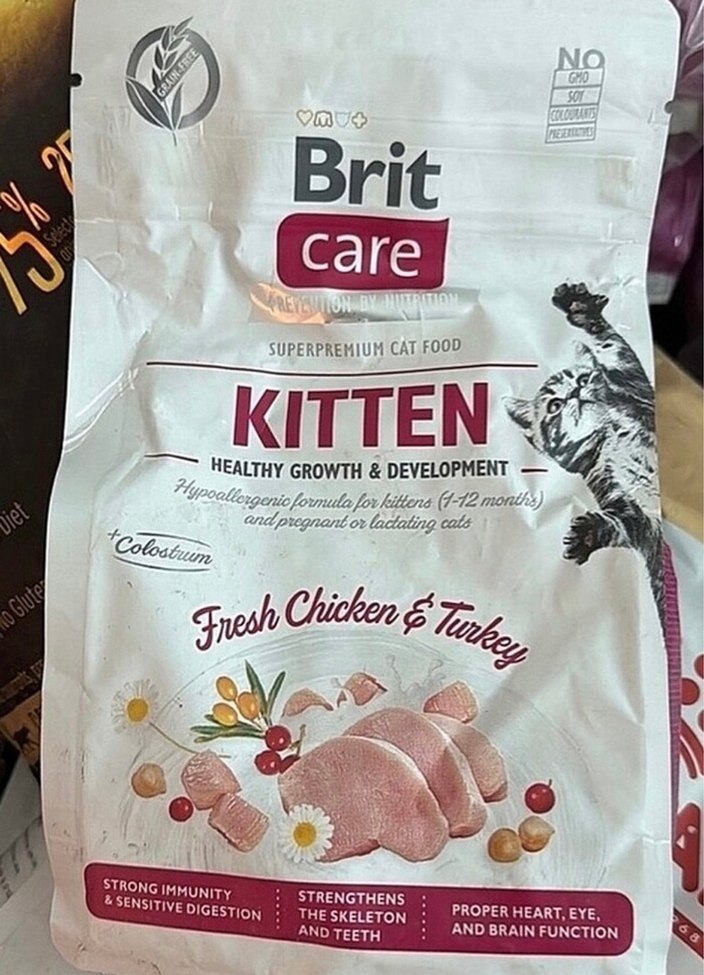 GRAIN-FREE
NO
GMO
SOY
COLOURANTS
PRESERVATIVES
Brit
care
PREVENTION BY NUTRITION
SUPERPREMIUM CAT FOOD
KITTEN
HEALTHY GROWTH & DEVELOPMENT
Hypoallergenic formula for kittens (1-12 months)
and pregnant or lactating cats
+Colostrum
Fresh Chicken & Turkey
STRONG IMMUNITY
& SENSITIVE DIGESTION
STRENGTHENS
THE SKELETON
AND TEETH
PROPER HEART, EYE,
AND BRAIN FUNCTION
Diet